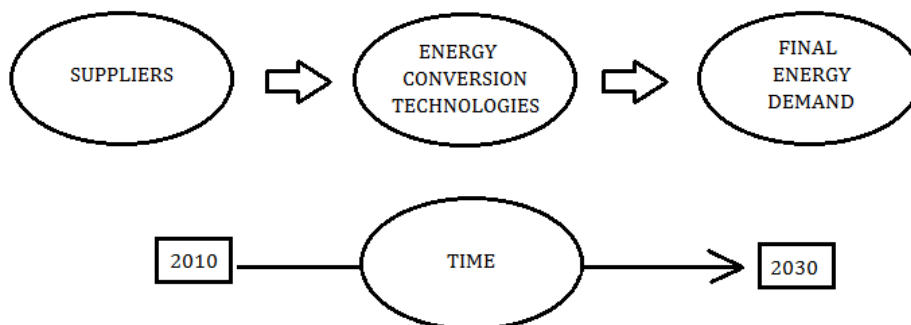 SUPPLIERS
ENERGY
CONVERSION
TECHNOLOGIES
FINAL
ENERGY
DEMAND
2010
TIME
2030